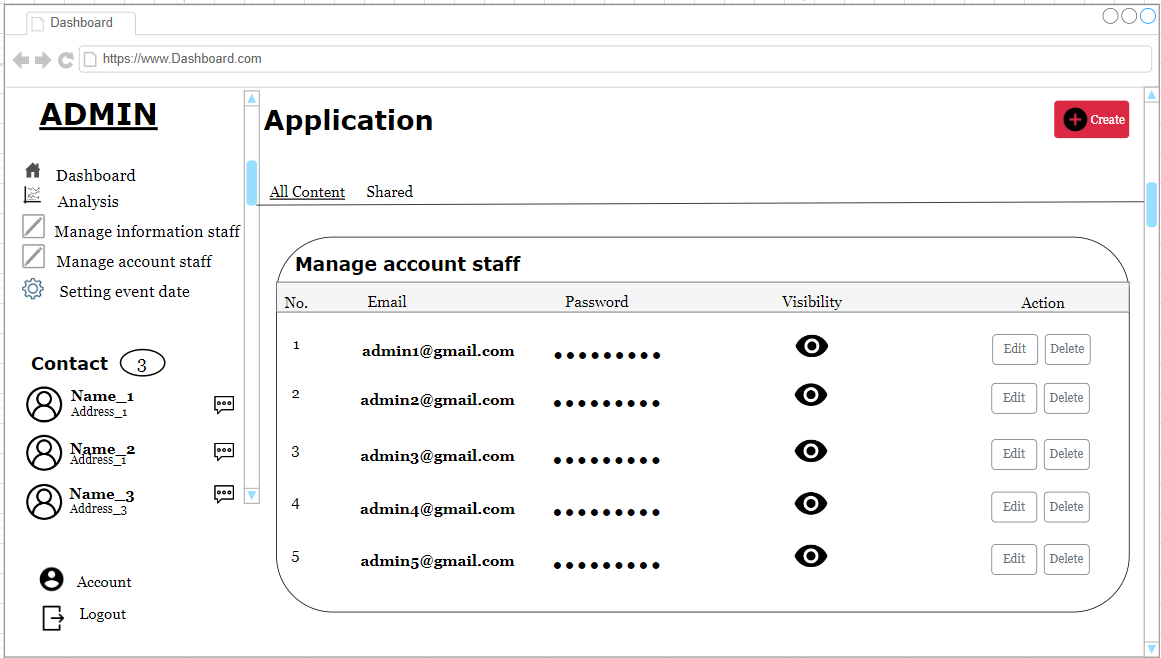 Dashboard
https://www.Dashboard.com
ADMIN
Dashboard
Analysis
Manage information staff
Manage account staff
Setting event date
Contact 3
Name_1
Address_1
Name_2
Address_1
Name_3
Address_3
Account
Logout
Application
Create
All Content Shared
Manage account staff
No. Email Password Visibility Action
1 admin1@gmail.com ●●●●●●●●● Edit Delete
2 admin2@gmail.com ●●●●●●●●● Edit Delete
3 admin3@gmail.com ●●●●●●●●● Edit Delete
4 admin4@gmail.com ●●●●●●●●● Edit Delete
5 admin5@gmail.com ●●●●●●●●● Edit Delete